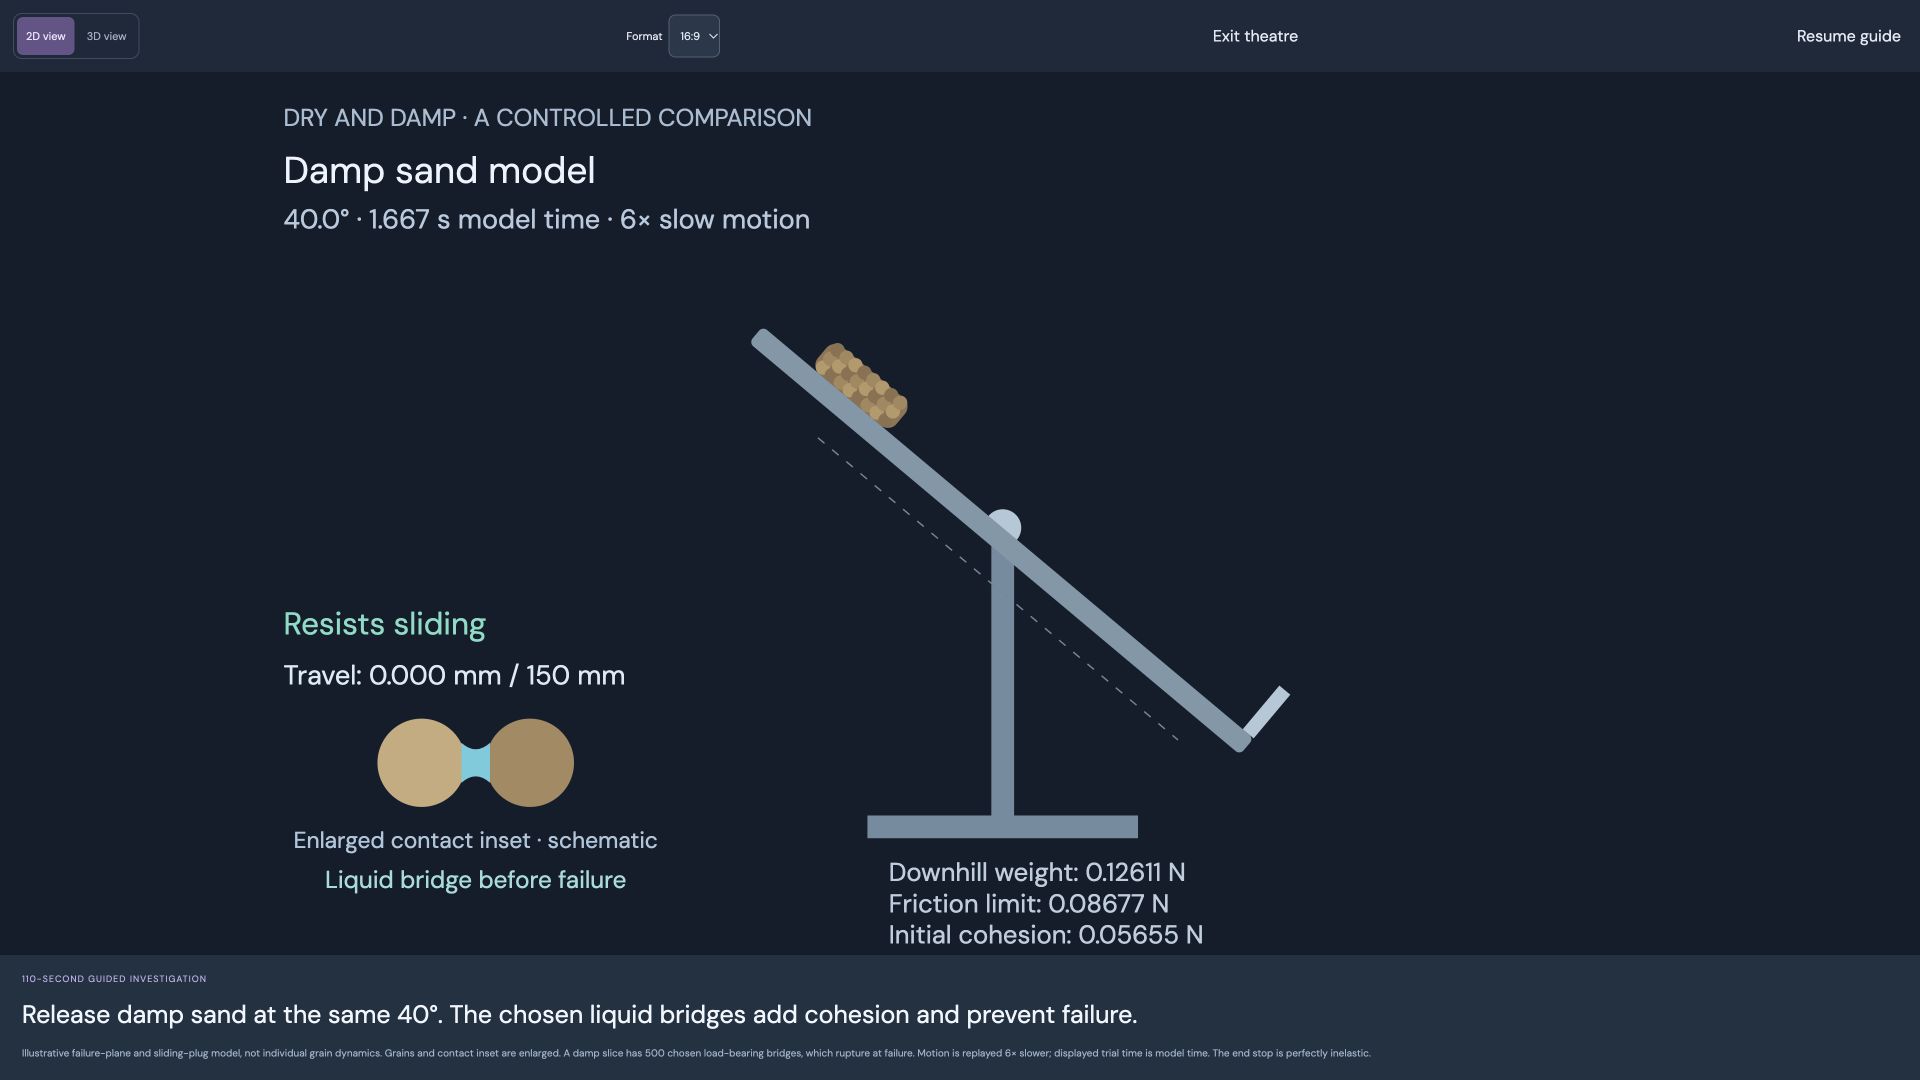 2D view
3D view
Format
16:9
Exit theatre
Resume guide
DRY AND DAMP · A CONTROLLED COMPARISON
Damp sand model
40.0° · 1.667 s model time · 6× slow motion
Resists sliding
Travel: 0.000 mm / 150 mm
Enlarged contact inset · schematic
Liquid bridge before failure
Downhill weight: 0.12611 N
Friction limit: 0.08677 N
Initial cohesion: 0.05655 N
110-SECOND GUIDED INVESTIGATION
Release damp sand at the same 40°. The chosen liquid bridges add cohesion and prevent failure.
Illustrative failure-plane and sliding-plug model, not individual grain dynamics. Grains and contact inset are enlarged. A damp slice has 500 chosen load-bearing bridges, which rupture at failure. Motion is replayed 6× slower; displayed trial time is model time. The end stop is perfectly inelastic.